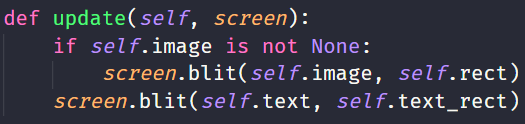 def update(self, screen):
    if self.image is not None:
        screen.blit(self.image, self.rect)
    screen.blit(self.text, self.text_rect)